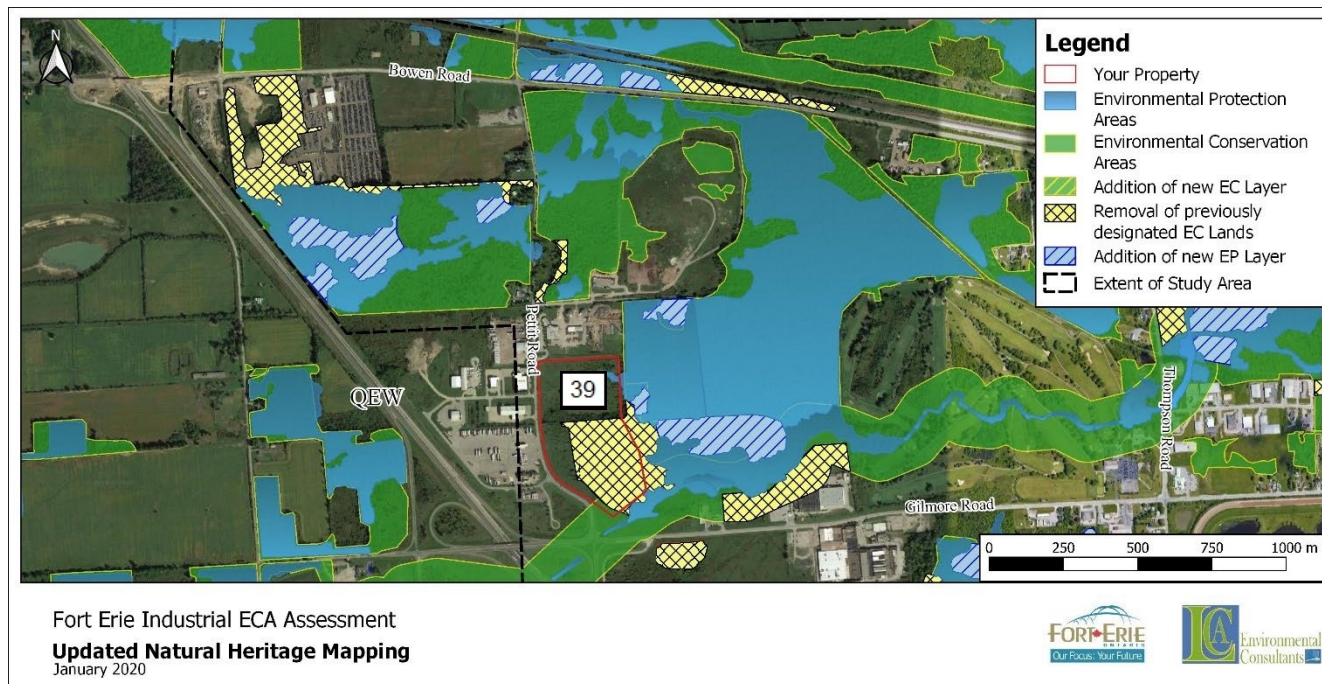 N
Bowen Road
Pettit Road
39
QEW
Thompson Road
Gilmore Road
Legend
Your Property
Environmental Protection
Areas
Environmental Conservation
Areas
Addition of new EC Layer
Removal of previously
designated EC Lands
Addition of new EP Layer
Extent of Study Area
0 250 500 750 1000 m
Fort Erie Industrial ECA Assessment
Updated Natural Heritage Mapping
January 2020
FORT ERIE
ONTARIO
Our Focus: Your Future
LCA
Environmental
Consultants